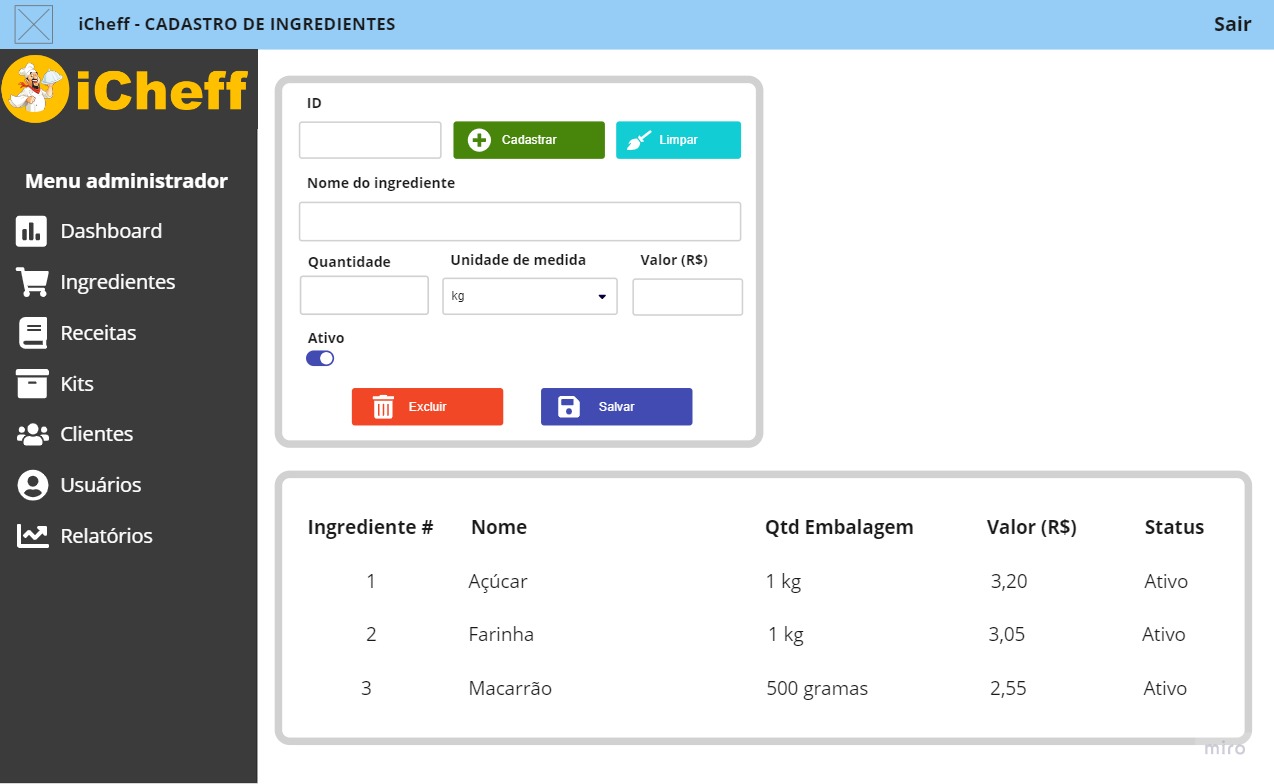 iCheff - CADASTRO DE INGREDIENTES
Sair
iCheff
Menu administrador
Dashboard
Ingredientes
Receitas
Kits
Clientes
Usuários
Relatórios
ID
Cadastrar
Limpar
Nome do ingrediente
Quantidade Unidade de medida Valor (R$)
kg
Ativo
Excluir
Salvar
Ingrediente # Nome Qtd Embalagem Valor (R$) Status
1 Açúcar 1 kg 3,20 Ativo
2 Farinha 1 kg 3,05 Ativo
3 Macarrão 500 gramas 2,55 Ativo
miro